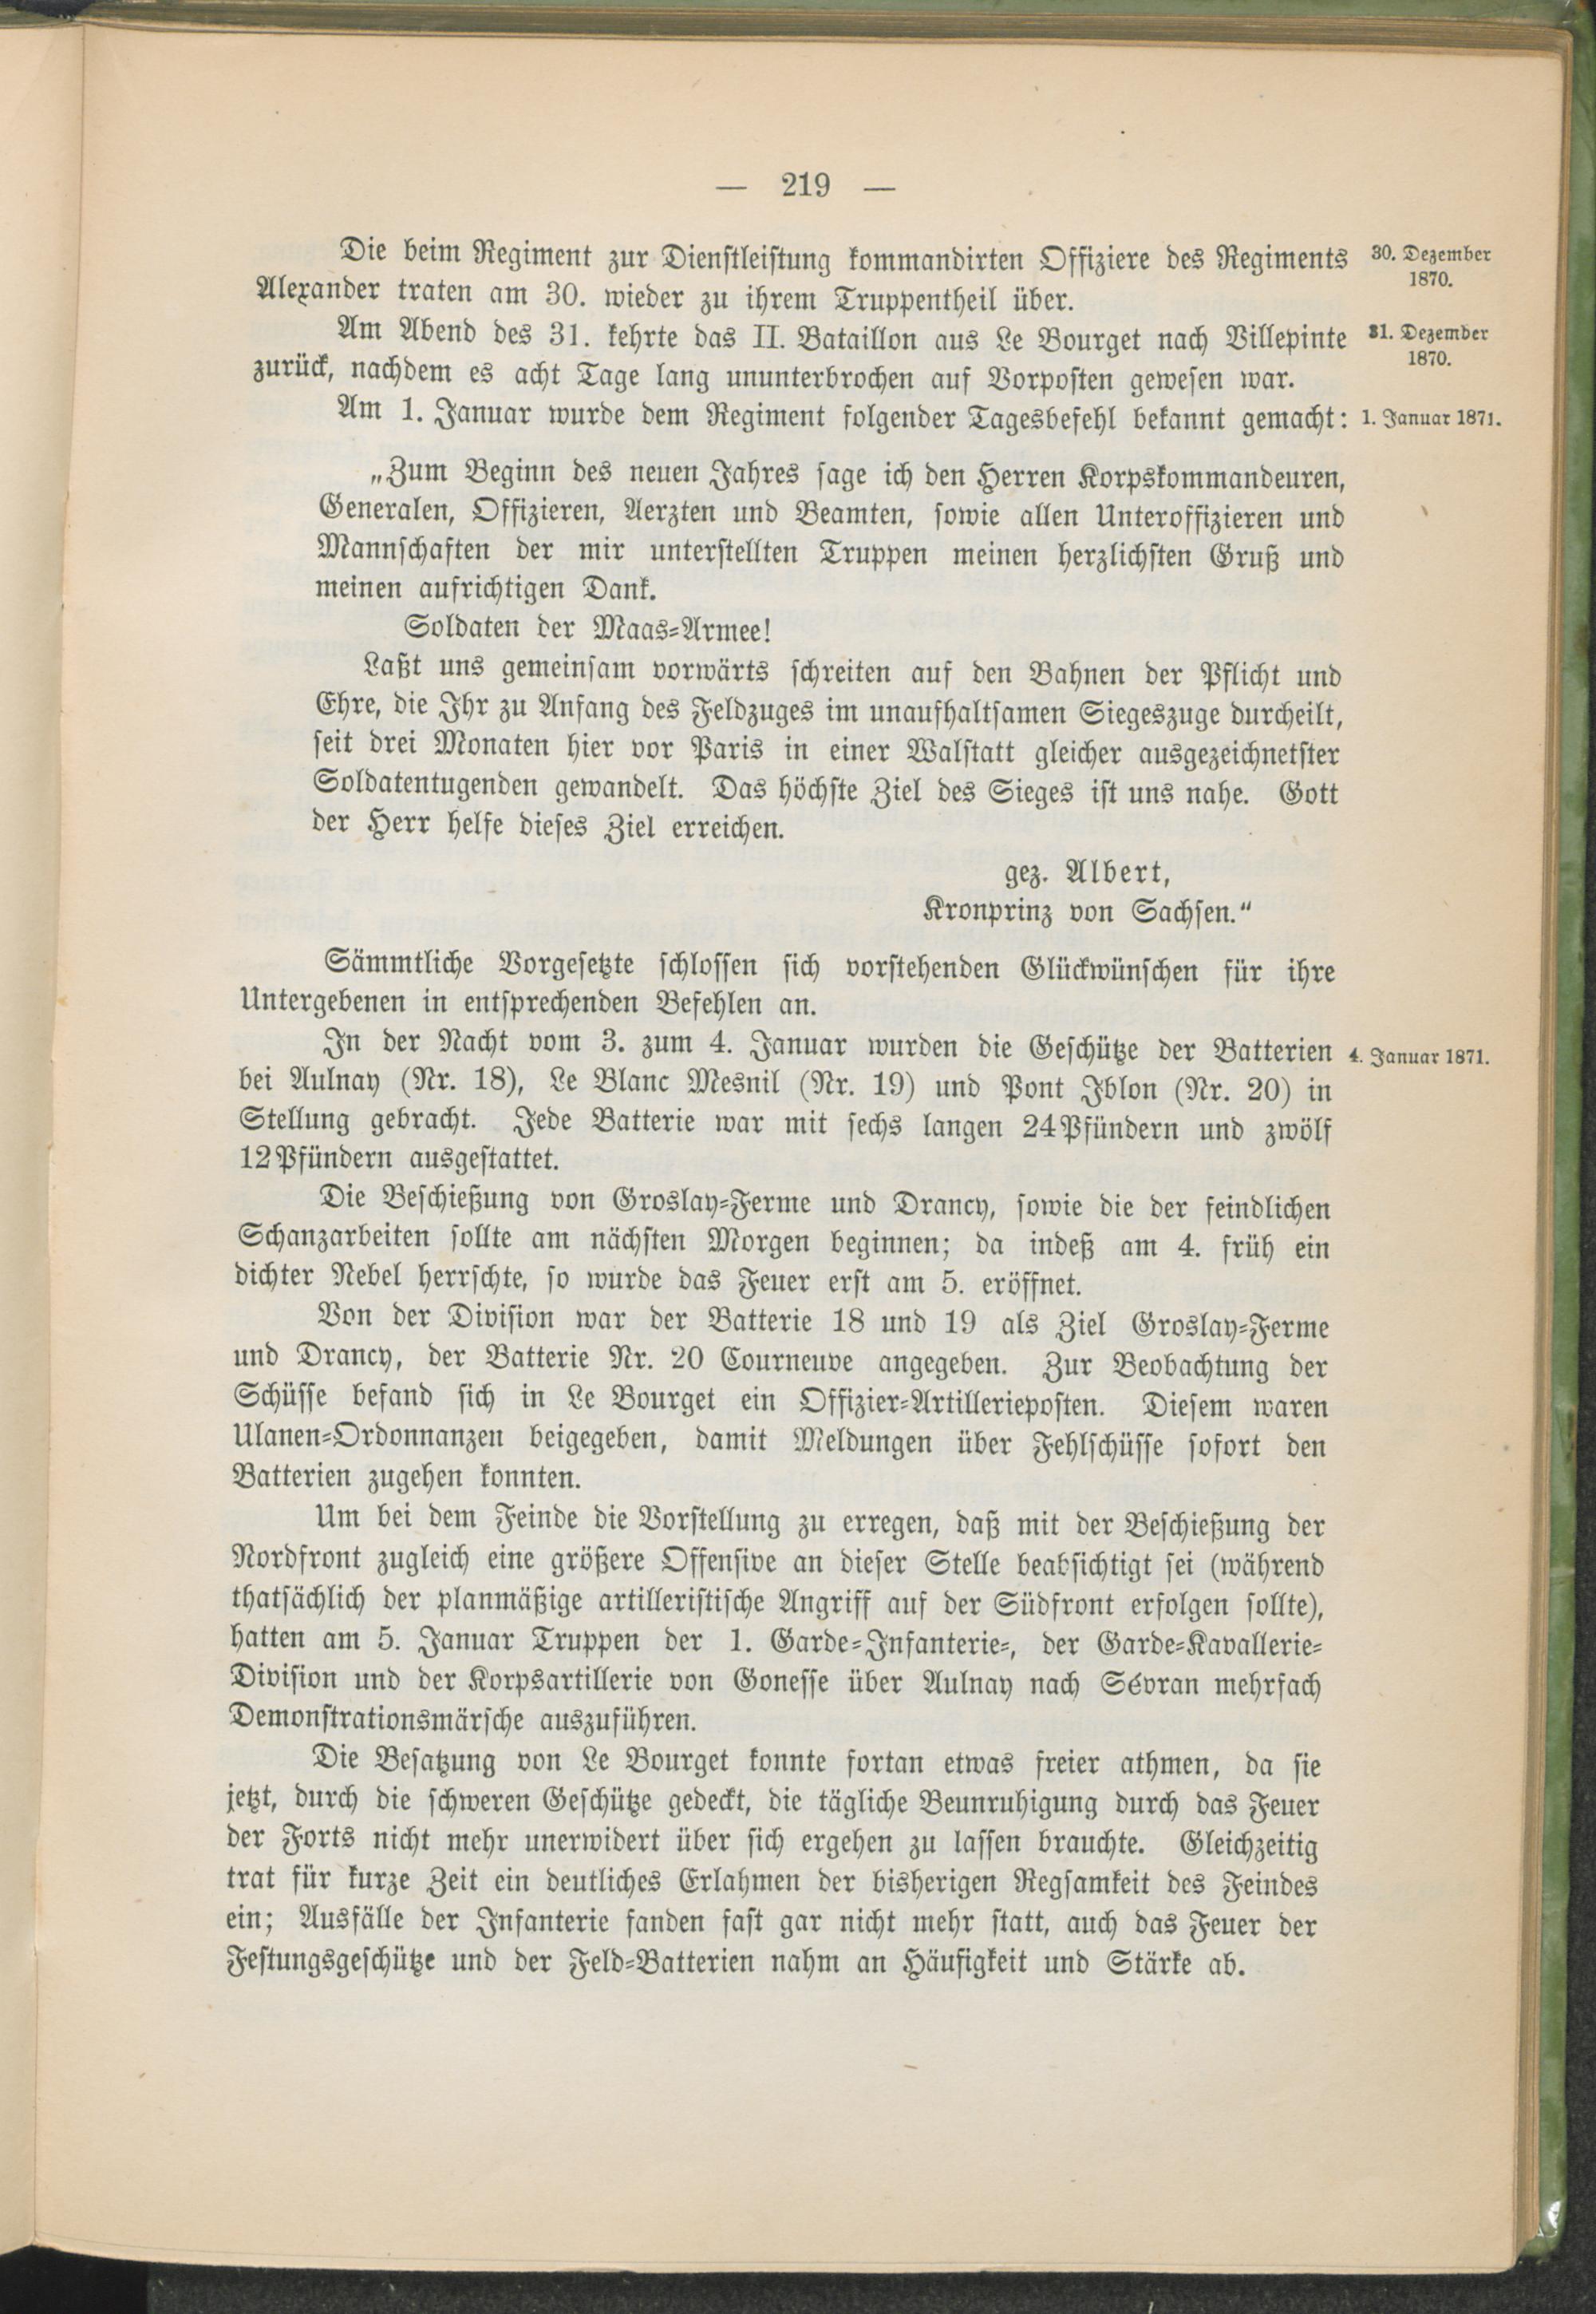 — 219 —
Die beim Regiment zur Dienstleistung kommandirten Offiziere des Regiments
30. Dezember
1870.
Alexander traten am 30. wieder zu ihrem Truppentheil über.
Am Abend des 31. kehrte das II. Bataillon aus Le Bourget nach Villepinte
31. Dezember
1870.
zurück, nachdem es acht Tage lang ununterbrochen auf Vorposten gewesen war.
Am 1. Januar wurde dem Regiment folgender Tagesbefehl bekannt gemacht:
1. Januar 1871.
„Zum Beginn des neuen Jahres sage ich den Herren Korpskommandeuren,
Generalen, Offizieren, Aerzten und Beamten, sowie allen Unteroffizieren und
Mannschaften der mir unterstellten Truppen meinen herzlichsten Gruß und
meinen aufrichtigen Dank.
Soldaten der Maas-Armee!
Laßt uns gemeinsam vorwärts schreiten auf den Bahnen der Pflicht und
Ehre, die Ihr zu Anfang des Feldzuges im unaufhaltsamen Siegeszuge durcheilt,
seit drei Monaten hier vor Paris in einer Walstatt gleicher ausgezeichnetster
Soldatentugenden gewandelt. Das höchste Ziel des Sieges ist uns nahe. Gott
der Herr helfe dieses Ziel erreichen.
gez. Albert,
Kronprinz von Sachsen.“
Sämmtliche Vorgesetzte schlossen sich vorstehenden Glückwünschen für ihre
Untergebenen in entsprechenden Befehlen an.
In der Nacht vom 3. zum 4. Januar wurden die Geschütze der Batterien
4. Januar 1871.
bei Aulnay (Nr. 18), Le Blanc Mesnil (Nr. 19) und Pont Iblon (Nr. 20) in
Stellung gebracht. Jede Batterie war mit sechs langen 24Pfündern und zwölf
12Pfündern ausgestattet.
Die Beschießung von Groslay-Ferme und Drancy, sowie die der feindlichen
Schanzarbeiten sollte am nächsten Morgen beginnen; da indeß am 4. früh ein
dichter Nebel herrschte, so wurde das Feuer erst am 5. eröffnet.
Von der Division war der Batterie 18 und 19 als Ziel Groslay-Ferme
und Drancy, der Batterie Nr. 20 Courneuve angegeben. Zur Beobachtung der
Schüsse befand sich in Le Bourget ein Offizier-Artillerieposten. Diesem waren
Ulanen-Ordonnanzen beigegeben, damit Meldungen über Fehlschüsse sofort den
Batterien zugehen konnten.
Um bei dem Feinde die Vorstellung zu erregen, daß mit der Beschießung der
Nordfront zugleich eine größere Offensive an dieser Stelle beabsichtigt sei (während
thatsächlich der planmäßige artilleristische Angriff auf der Südfront erfolgen sollte),
hatten am 5. Januar Truppen der 1. Garde-Infanterie-, der Garde-Kavallerie-
Division und der Korpsartillerie von Gonesse über Aulnay nach Sévran mehrfach
Demonstrationsmärsche auszuführen.
Die Besatzung von Le Bourget konnte fortan etwas freier athmen, da sie
jetzt, durch die schweren Geschütze gedeckt, die tägliche Beunruhigung durch das Feuer
der Forts nicht mehr unerwidert über sich ergehen zu lassen brauchte. Gleichzeitig
trat für kurze Zeit ein deutliches Erlahmen der bisherigen Regsamkeit des Feindes
ein; Ausfälle der Infanterie fanden fast gar nicht mehr statt, auch das Feuer der
Festungsgeschütze und der Feld-Batterien nahm an Häufigkeit und Stärke ab.